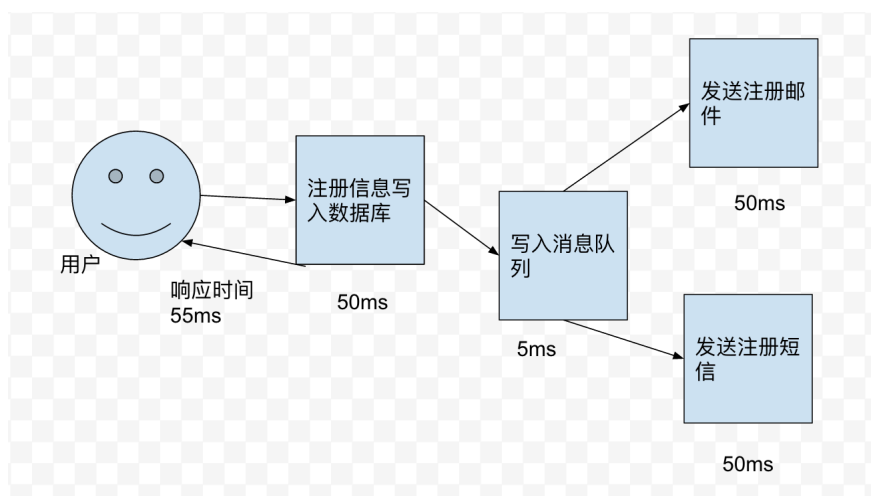 用户
响应时间
55ms
注册信息写
入数据库
50ms
写入消息队
列
5ms
发送注册邮
件
50ms
发送注册短
信
50ms